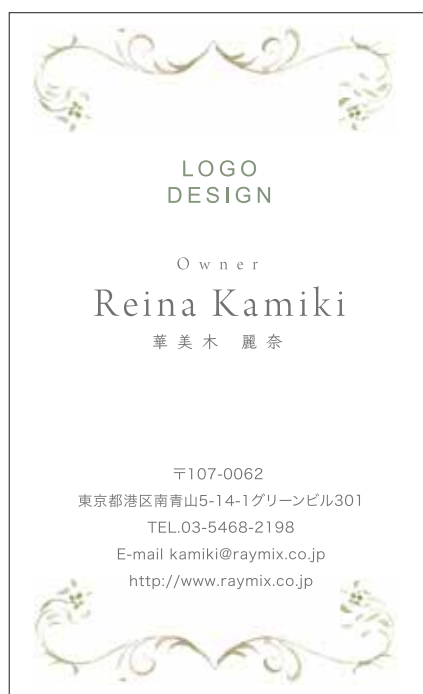 LOGO
DESIGN
Owner
Reina Kamiki
華美木 麗奈
〒107-0062
東京都港区南青山5-14-1グリーンビル301
TEL.03-5468-2198
E-mail kamiki@raymix.co.jp
http://www.raymix.co.jp